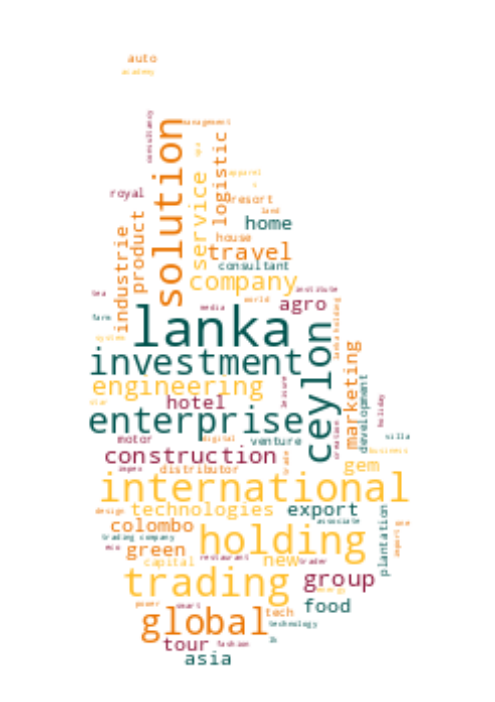 auto
academy
consultancy
management
solution
logistic
service
apparel
royal
resort
land
product
home
industrie
house
travel
consultant
company
tea
institute
world
agro
media
farm
lanka
lanka holding
system
ceylon
investment
marketing
engineering
development
leisure
star
hotel
holiday
enterprise
creation
motor
digital
venture
villa
construction
business
trade
gem
impex
distributor
international
design
technologies
export
plantation
colombo
associate
one
trading company
holding
import
eco
green
restaurant
new
trader
capital
trading
group
energy
power
smart
food
global
tech
technology
tour
fashion
lk
asia